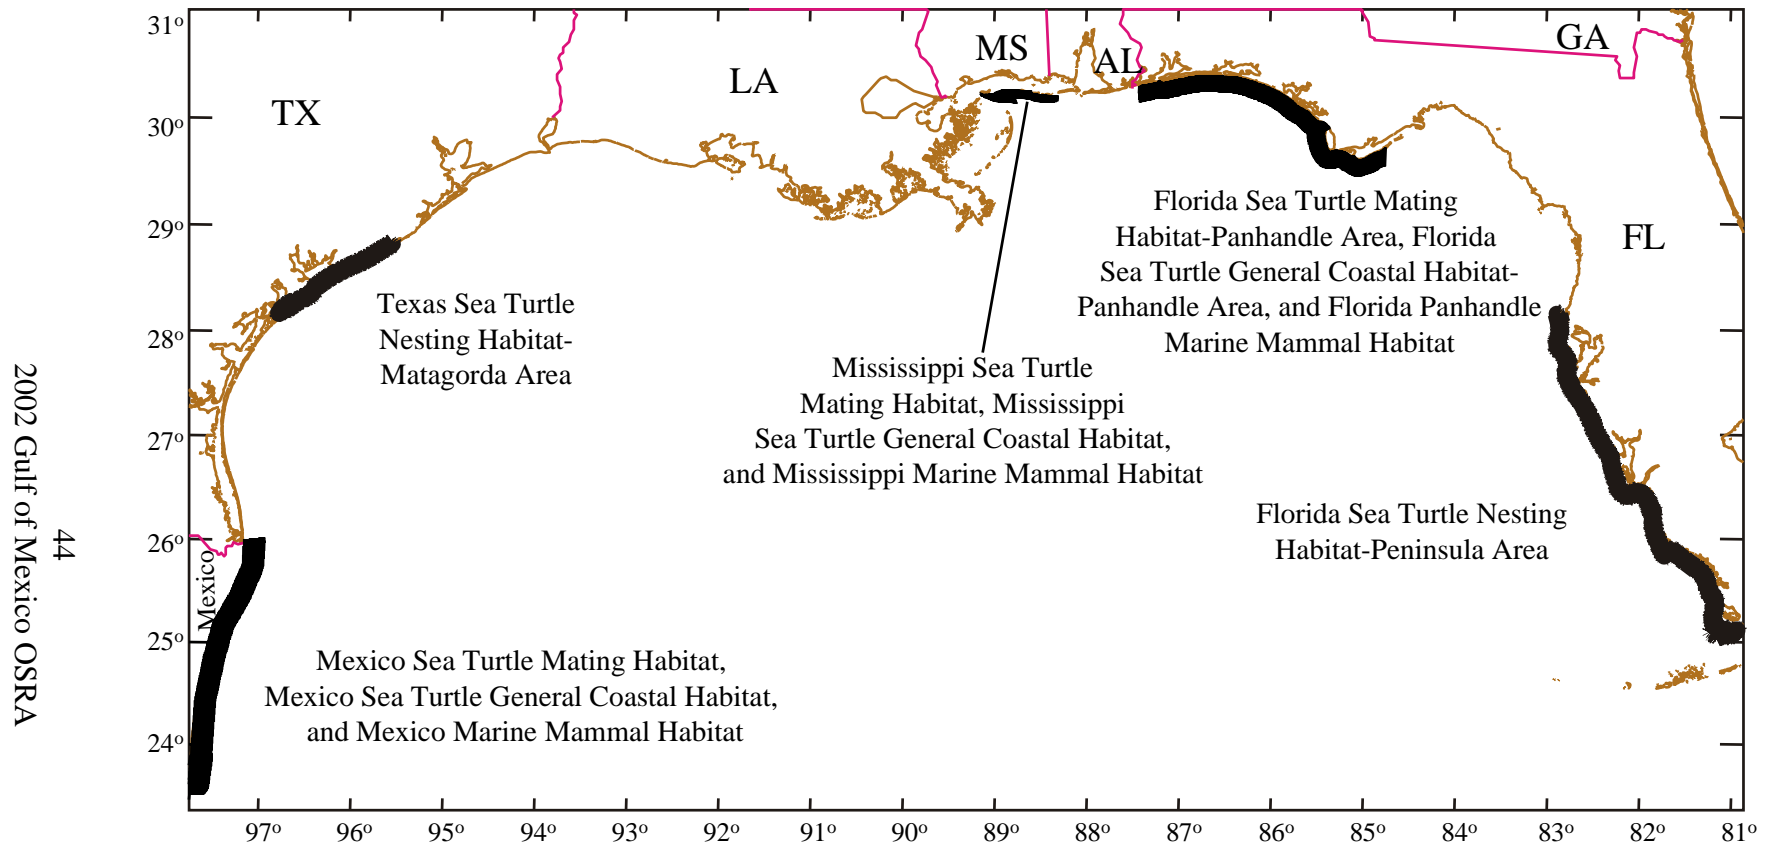 31°
30°
29°
28°
27°
26°
25°
24°
TX
LA
MS
AL
GA
FL
Mexico
Texas Sea Turtle
Nesting Habitat-
Matagorda Area
Florida Sea Turtle Mating
Habitat-Panhandle Area, Florida
Sea Turtle General Coastal Habitat-
Panhandle Area, and Florida Panhandle
Marine Mammal Habitat
Mississippi Sea Turtle
Mating Habitat, Mississippi
Sea Turtle General Coastal Habitat,
and Mississippi Marine Mammal Habitat
Florida Sea Turtle Nesting
Habitat-Peninsula Area
Mexico Sea Turtle Mating Habitat,
Mexico Sea Turtle General Coastal Habitat,
and Mexico Marine Mammal Habitat
97° 96° 95° 94° 93° 92° 91° 90° 89° 88° 87° 86° 85° 84° 83° 82° 81°
44
2002 Gulf of Mexico OSRA